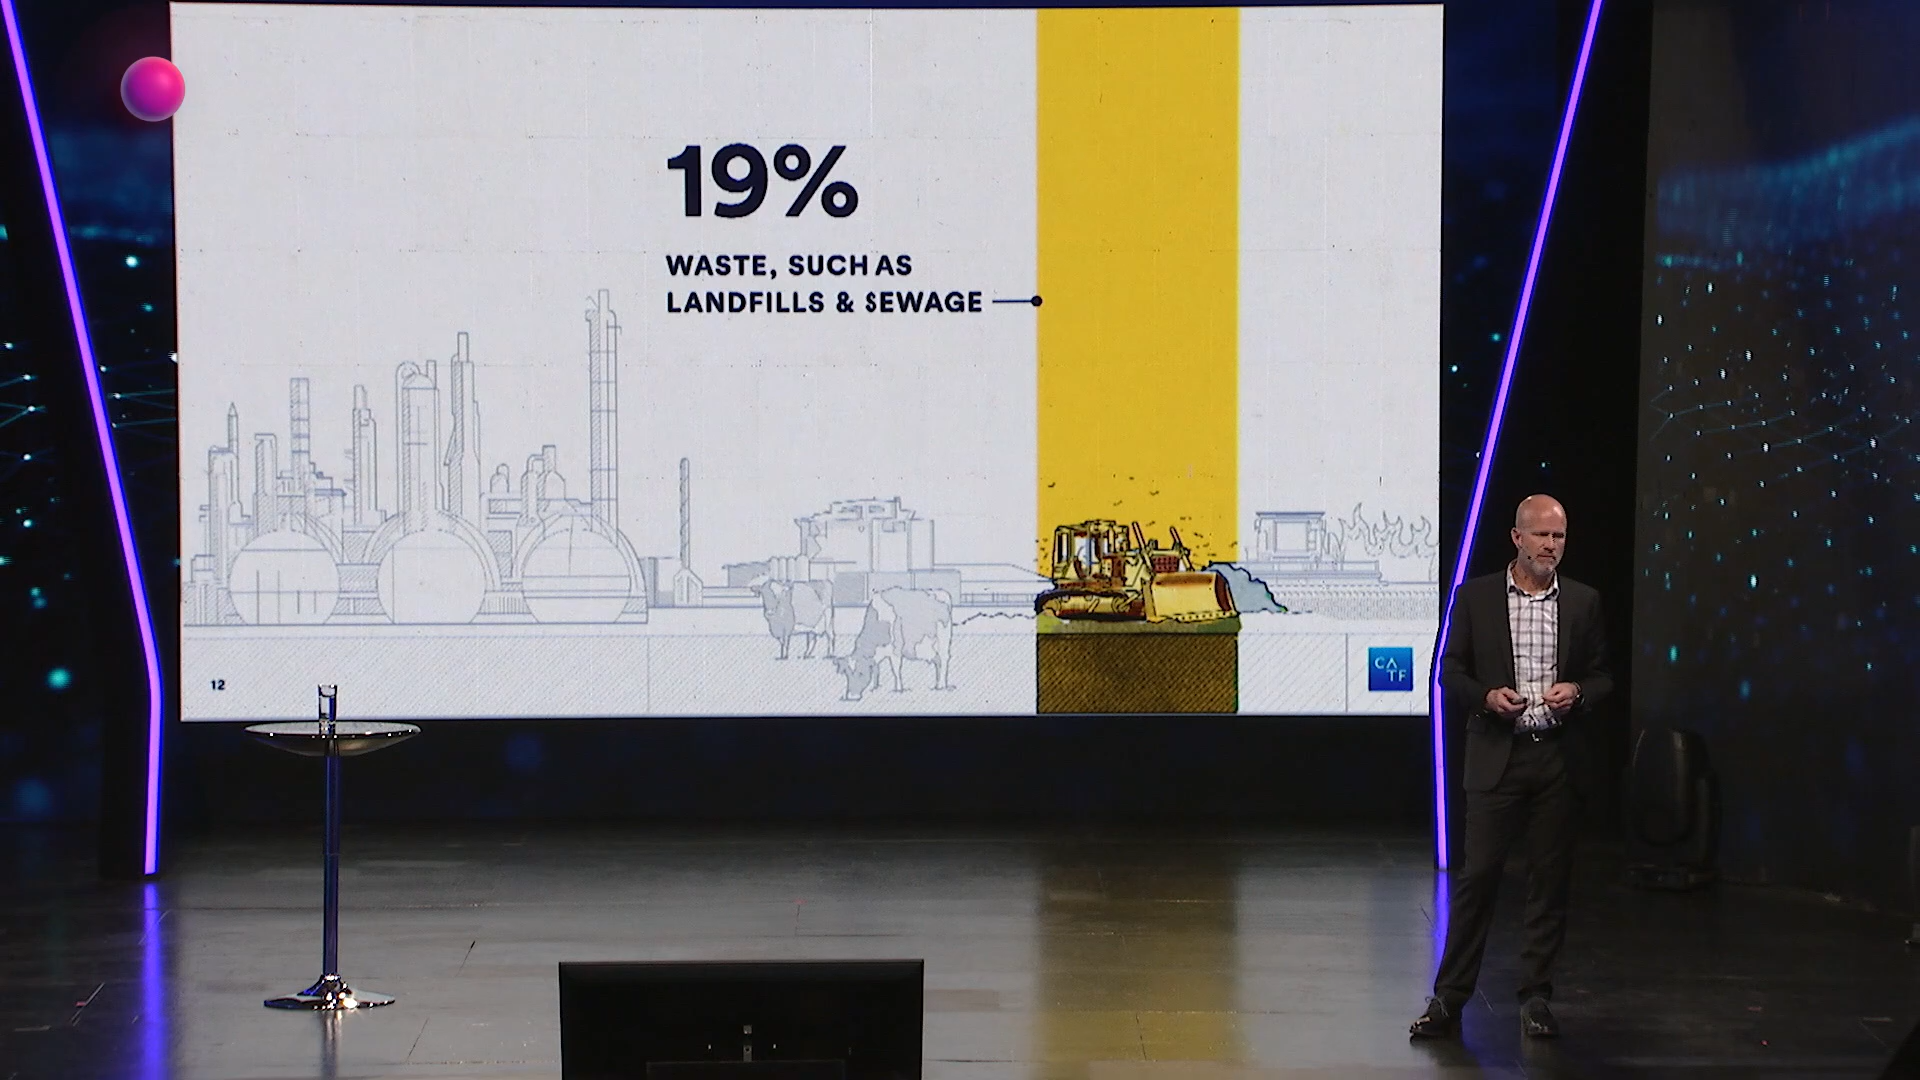 19%
WASTE, SUCH AS
LANDFILLS & SEWAGE
12
CA
TF